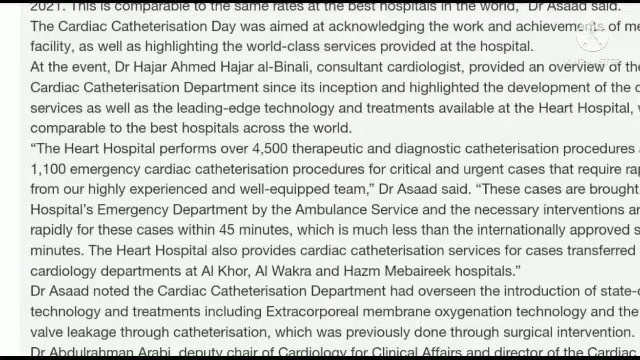 2021. This is comparable to the same rates at the best hospitals in the world," Dr Asaad said.
The Cardiac Catheterisation Day was aimed at acknowledging the work and achievements of me
facility, as well as highlighting the world-class services provided at the hospital.
At the event, Dr Hajar Ahmed Hajar al-Binali, consultant cardiologist, provided an overview of the
Cardiac Catheterisation Department since its inception and highlighted the development of the c
services as well as the leading-edge technology and treatments available at the Heart Hospital, w
comparable to the best hospitals across the world.
“The Heart Hospital performs over 4,500 therapeutic and diagnostic catheterisation procedures a
1,100 emergency cardiac catheterisation procedures for critical and urgent cases that require rap
from our highly experienced and well-equipped team,” Dr Asaad said. “These cases are brought
Hospital’s Emergency Department by the Ambulance Service and the necessary interventions ar
rapidly for these cases within 45 minutes, which is much less than the internationally approved s
minutes. The Heart Hospital also provides cardiac catheterisation services for cases transferred
cardiology departments at Al Khor, Al Wakra and Hazm Mebaireek hospitals.”
Dr Asaad noted the Cardiac Catheterisation Department had overseen the introduction of state-o
technology and treatments including Extracorporeal membrane oxygenation technology and the
valve leakage through catheterisation, which was previously done through surgical intervention.
Dr Abdulrahman Arabi, deputy chair of Cardiology for Clinical Affairs and director of the Cardiac